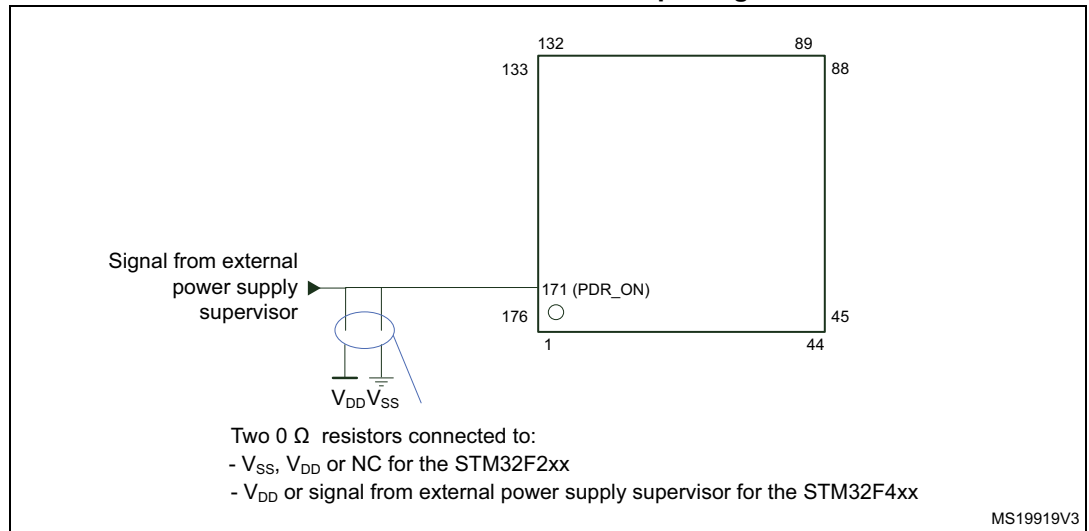 132
89
133
88
Signal from external
power supply
supervisor
171 (PDR_ON)
176
45
1
44
VDD VSS
Two 0 Ω resistors connected to:
- VSS, VDD or NC for the STM32F2xx
- VDD or signal from external power supply supervisor for the STM32F4xx
MS19919V3